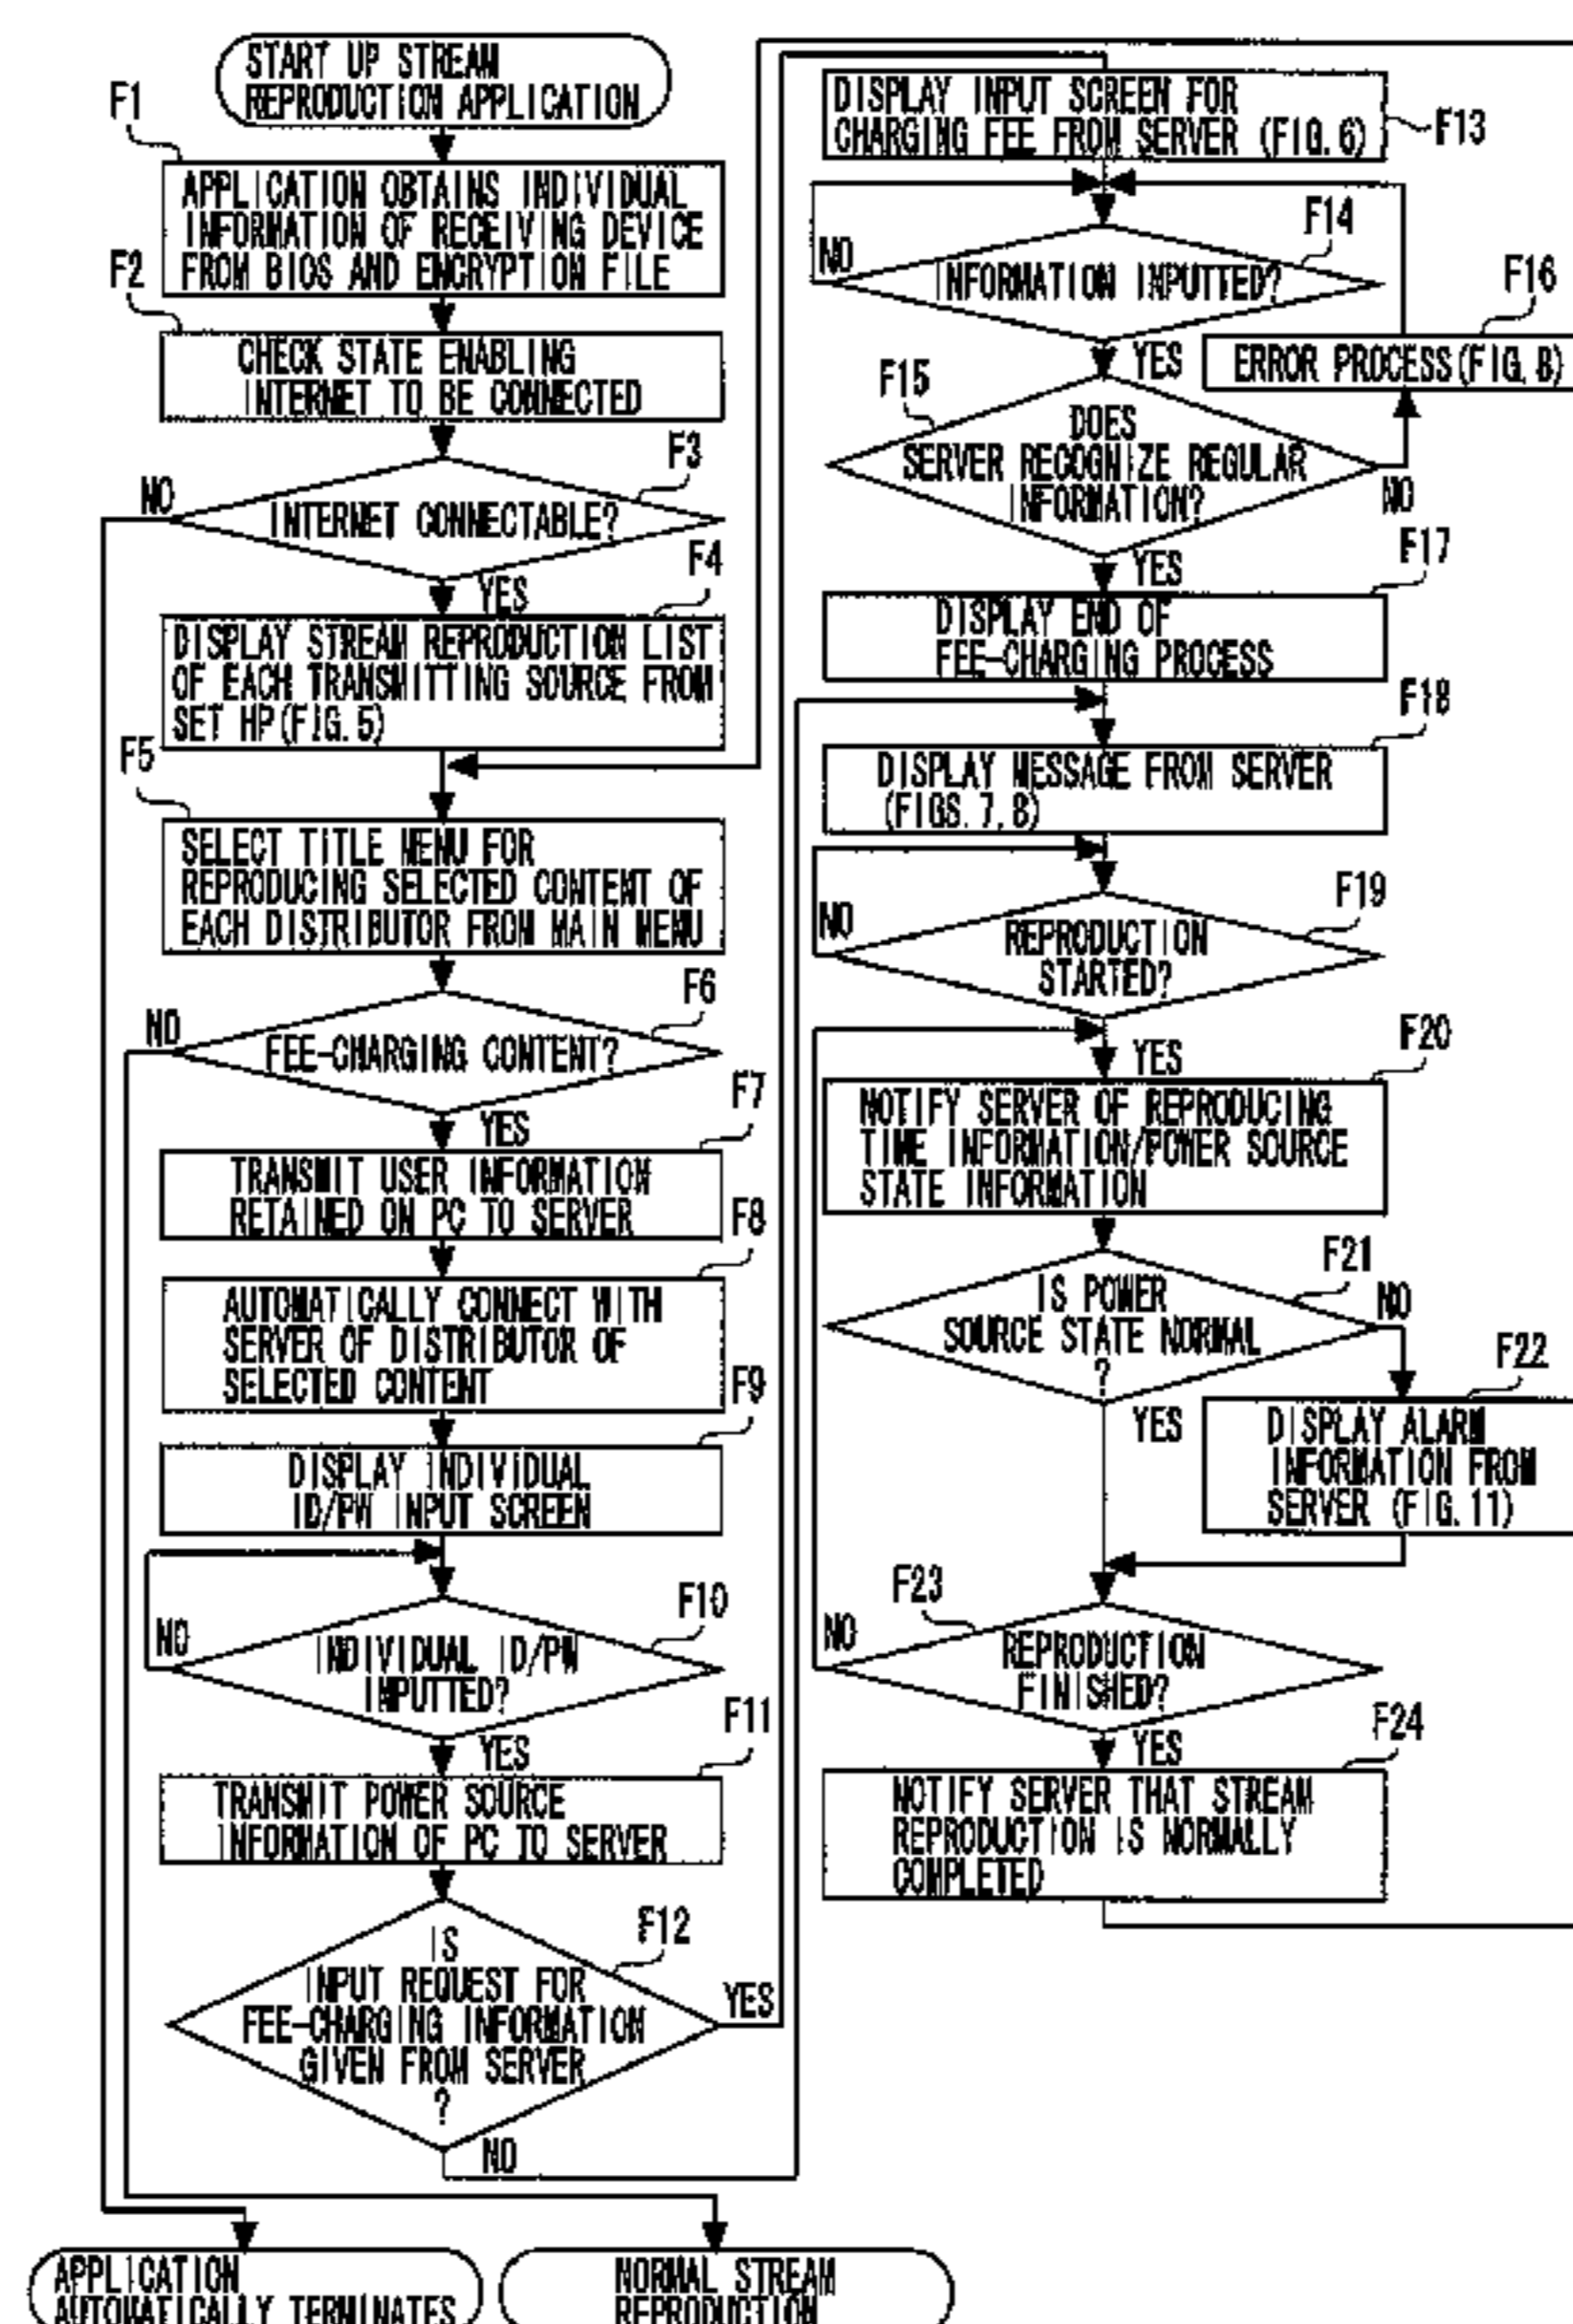 START UP STREAM
REPRODUCTION APPLICATION
F1
APPLICATION OBTAINS INDIVIDUAL
INFORMATION OF RECEIVING DEVICE
FROM BIOS AND ENCRYPTION FILE
F2
CHECK STATE ENABLING
INTERNET TO BE CONNECTED
F3
NO
INTERNET CONNECTABLE?
YES
F4
DISPLAY STREAM REPRODUCTION LIST
OF EACH TRANSMITTING SOURCE FROM
SET HP(FIG.5)
F5
SELECT TITLE MENU FOR
REPRODUCING SELECTED CONTENT OF
EACH DISTRIBUTOR FROM MAIN MENU
F6
NO
FEE-CHARGING CONTENT?
YES
F7
TRANSMIT USER INFORMATION
RETAINED ON PC TO SERVER
F8
AUTOMATICALLY CONNECT WITH
SERVER OF DISTRIBUTOR OF
SELECTED CONTENT
F9
DISPLAY INDIVIDUAL
ID/PW INPUT SCREEN
F10
NO
INDIVIDUAL ID/PW
INPUTTED?
YES
F11
TRANSMIT POWER SOURCE
INFORMATION OF PC TO SERVER
F12
IS
INPUT REQUEST FOR
FEE-CHARGING INFORMATION
GIVEN FROM SERVER
?
YES
NO
APPLICATION
AUTOMATICALLY TERMINATES
NORMAL STREAM
REPRODUCTION
DISPLAY INPUT SCREEN FOR
CHARGING FEE FROM SERVER (FIG.6)
F13
F14
NO
INFORMATION INPUTTED?
YES
F16
ERROR PROCESS(FIG.8)
F15
DOES
SERVER RECOGNIZE REGULAR
INFORMATION?
NO
YES
F17
DISPLAY END OF
FEE-CHARGING PROCESS
F18
DISPLAY MESSAGE FROM SERVER
(FIGS.7,8)
F19
NO
REPRODUCTION
STARTED?
YES
F20
NOTIFY SERVER OF REPRODUCING
TIME INFORMATION/POWER SOURCE
STATE INFORMATION
F21
IS POWER
SOURCE STATE NORMAL
?
NO
YES
F22
DISPLAY ALARM
INFORMATION FROM
SERVER (FIG.11)
F23
NO
REPRODUCTION
FINISHED?
YES
F24
NOTIFY SERVER THAT STREAM
REPRODUCTION IS NORMALLY
COMPLETED